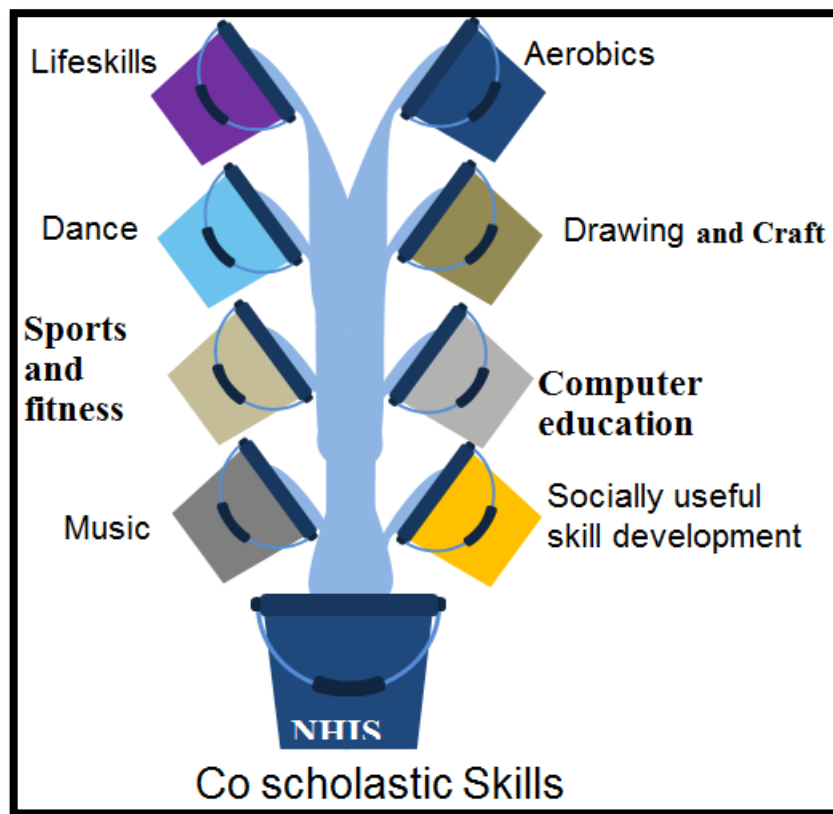 Lifeskills
Aerobics
Dance
Drawing and Craft
Sports
and
fitness
Computer
education
Music
Socially useful
skill development
NHIS
Co scholastic Skills